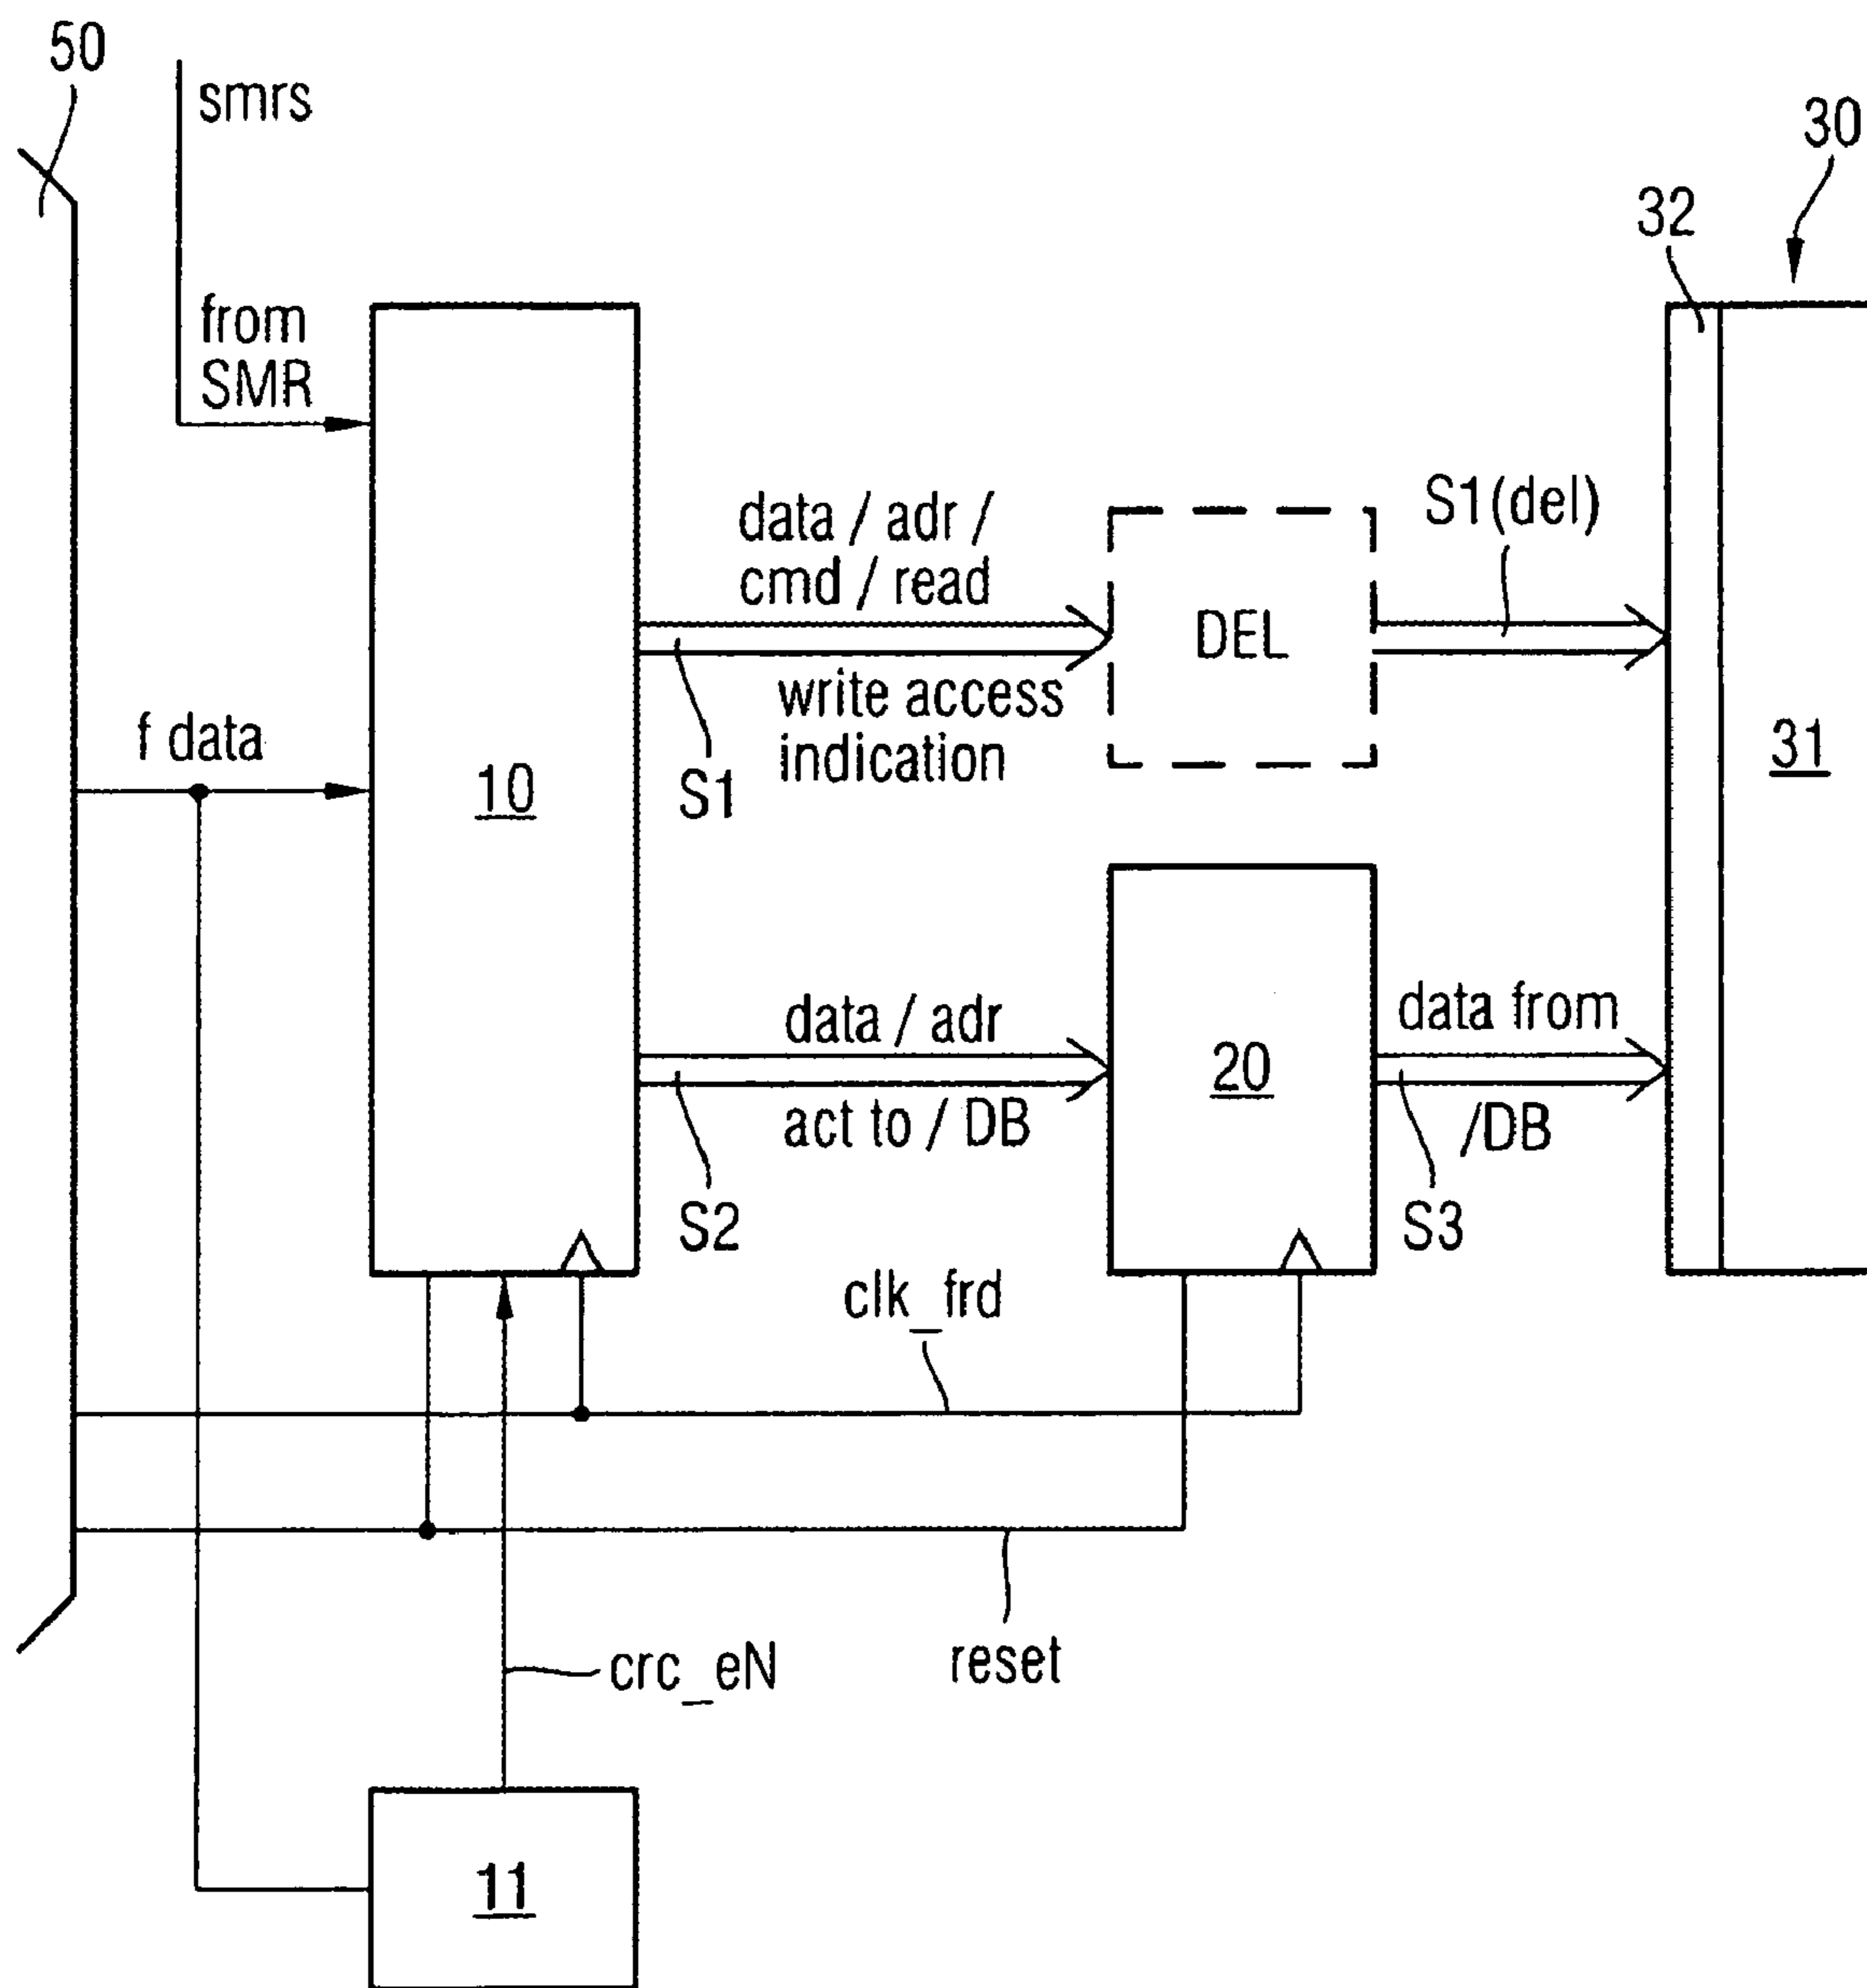 50
smrs
30
32
from
SMR
data / adr /
cmd / read
S1(del)
DEL
write access
indication
f data
10
S1
31
data / adr
data from
20
act to / DB
/DB
S2
S3
clk_frd
crc_eN
reset
11